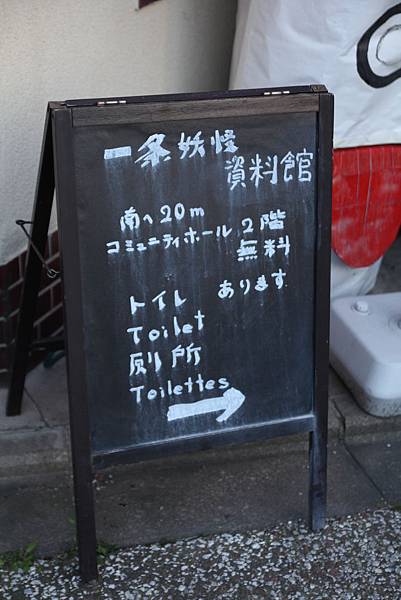 一条妖怪
資料館
南へ20m
コミュニティホール 2階
無料
あります
トイレ
Toilet
厕所
Toilettes